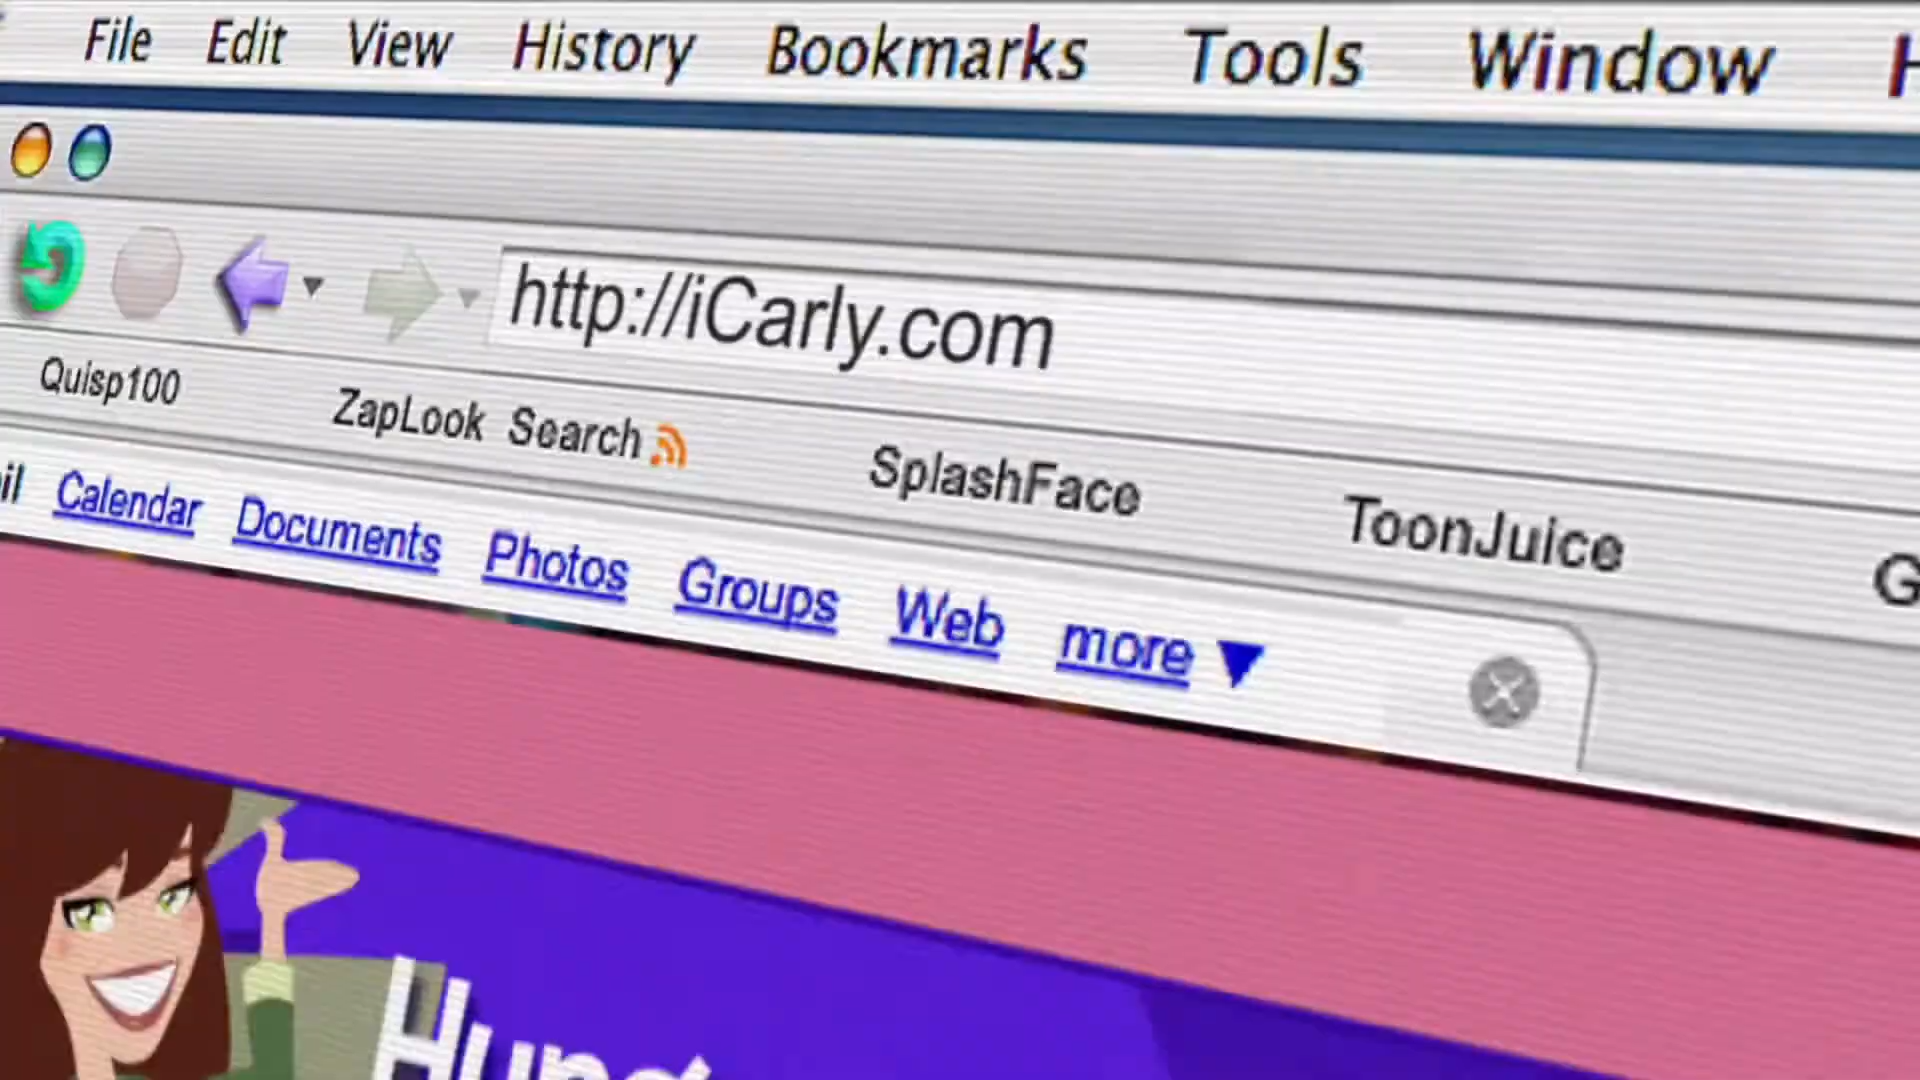 File Edit View History Bookmarks Tools Window
http://iCarly.com
Quisp100 ZapLook Search SplashFace ToonJuice
Calendar Documents Photos Groups Web more